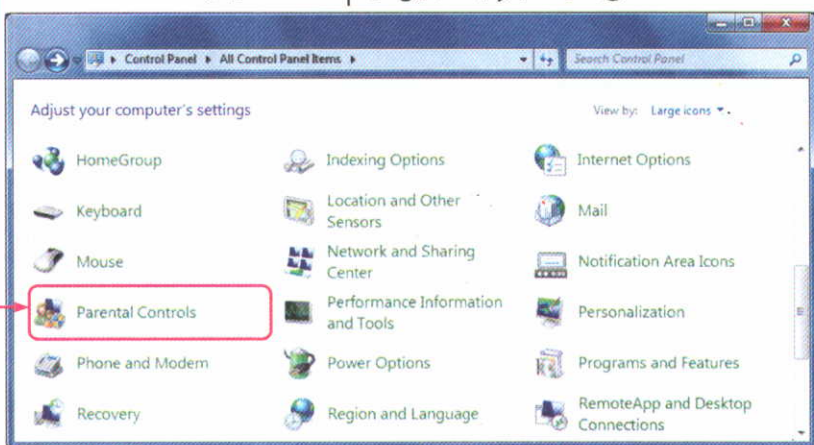 Control Panel All Control Panel Items
Search Control Panel
Adjust your computer's settings
View by: Large icons
HomeGroup
Indexing Options
Internet Options
Keyboard
Location and Other
Sensors
Mail
Mouse
Network and Sharing
Center
Notification Area Icons
Parental Controls
Performance Information
and Tools
Personalization
Phone and Modem
Power Options
Programs and Features
Recovery
Region and Language
RemoteApp and Desktop
Connections